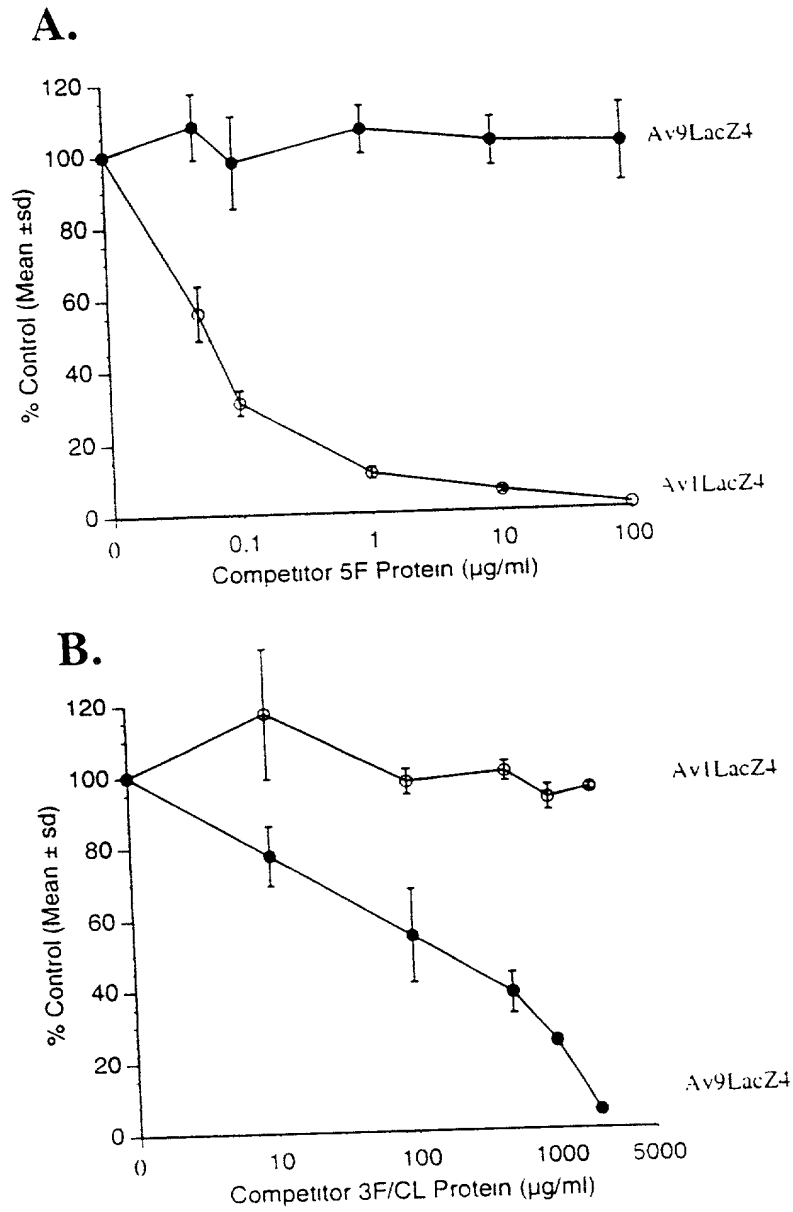 A.
120
100
80
60
40
20
0
% Control (Mean ±sd)
Av9LacZ4
Av1LacZ4
0 0.1 1 10 100
Competitor 5F Protein (µg/ml)
B.
120
100
80
60
40
20
0
% Control (Mean ± sd)
Av1LacZ4
Av9LacZ4
0 10 100 1000 5000
Competitor 3F/CL Protein (µg/ml)